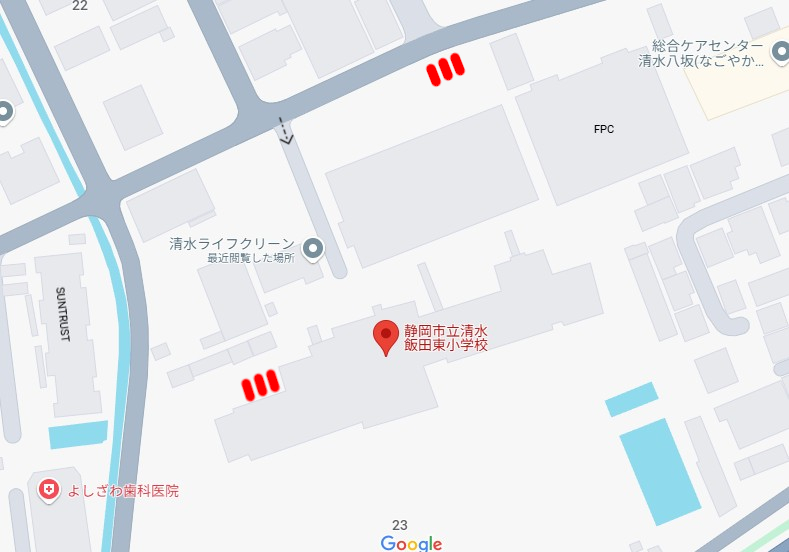 22
総合ケアセンター
清水八坂(なごやか...
FPC
清水ライフクリーン
最近閲覧した場所
SUNTRUST
静岡市立清水
飯田東小学校
よしざわ歯科医院
23
Google